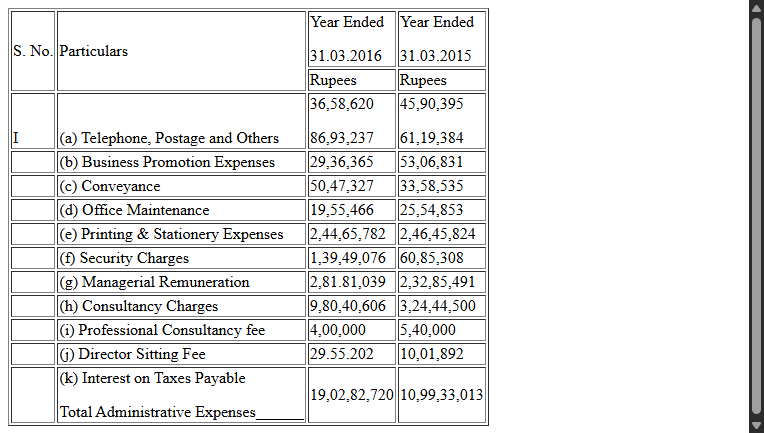 S. No. Particulars Year Ended 31.03.2016 Year Ended 31.03.2015
Rupees Rupees
36,58,620 45,90,395
I (a) Telephone, Postage and Others 86,93,237 61,19,384
(b) Business Promotion Expenses 29,36,365 53,06,831
(c) Conveyance 50,47,327 33,58,535
(d) Office Maintenance 19,55,466 25,54,853
(e) Printing & Stationery Expenses 2,44,65,782 2,46,45,824
(f) Security Charges 1,39,49,076 60,85,308
(g) Managerial Remuneration 2,81.81,039 2,32,85,491
(h) Consultancy Charges 9,80,40,606 3,24,44,500
(i) Professional Consultancy fee 4,00,000 5,40,000
(j) Director Sitting Fee 29.55.202 10,01,892
(k) Interest on Taxes Payable
Total Administrative Expenses______ 19,02,82,720 10,99,33,013